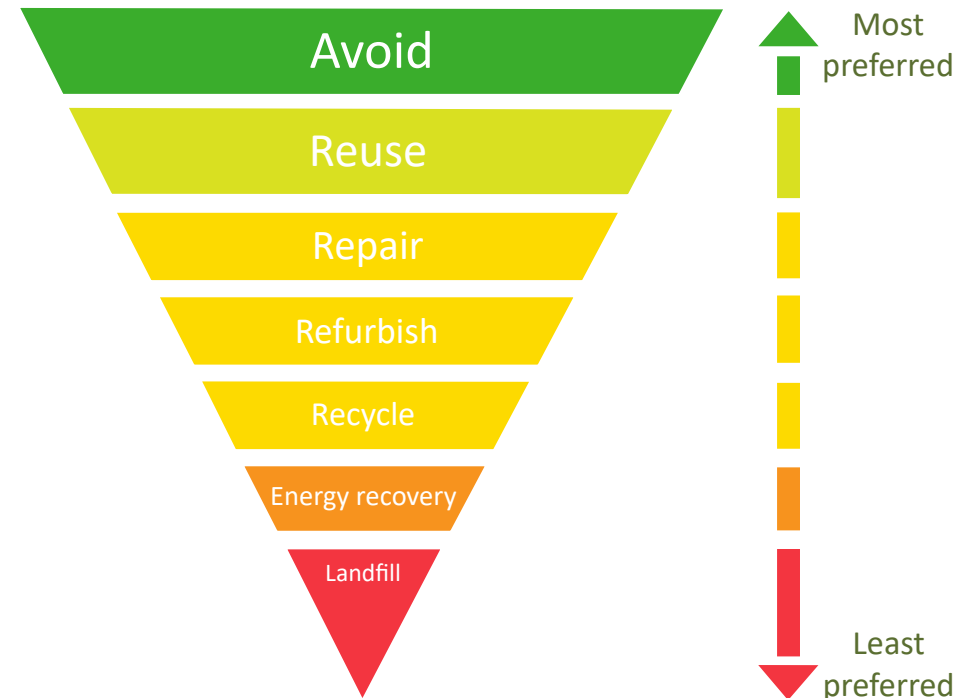 Avoid
Reuse
Repair
Refurbish
Recycle
Energy recovery
Landfill
Most
preferred
Least
preferred